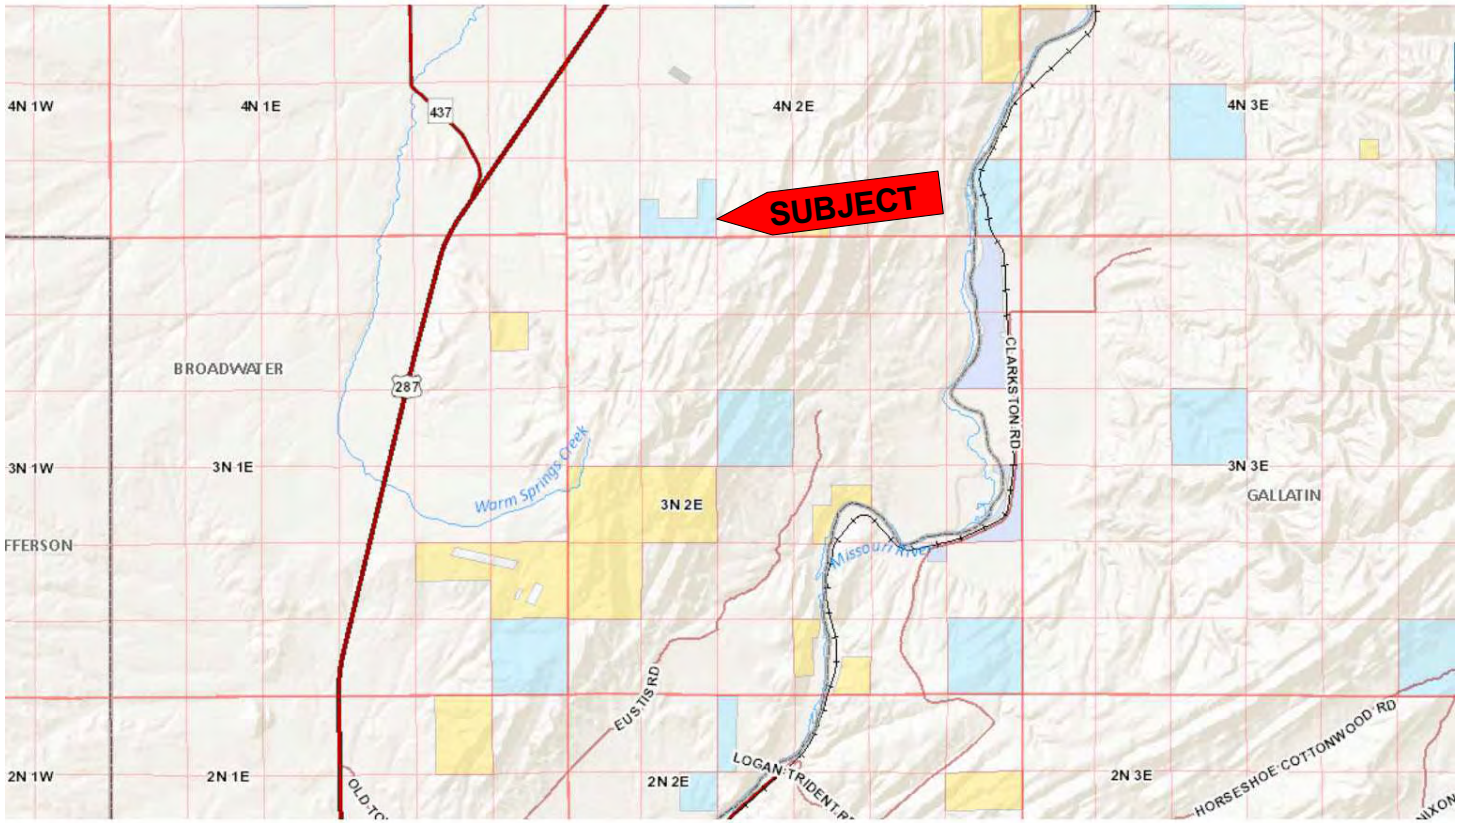 4N 1W
4N 1E
437
4N 2E
4N 3E
SUBJECT
BROADWATER
287
CLARKSTON RD
Warm Springs Creek
3N 1W
3N 1E
3N 2E
3N 3E
GALLATIN
FFERSON
Missouri River
EUSTIS RD
2N 1W
2N 1E
OLD-TO
2N 2E
LOGAN-TRIDENT-R
2N 3E
HORSESHOE-COTTONWOOD-RD
NIXON